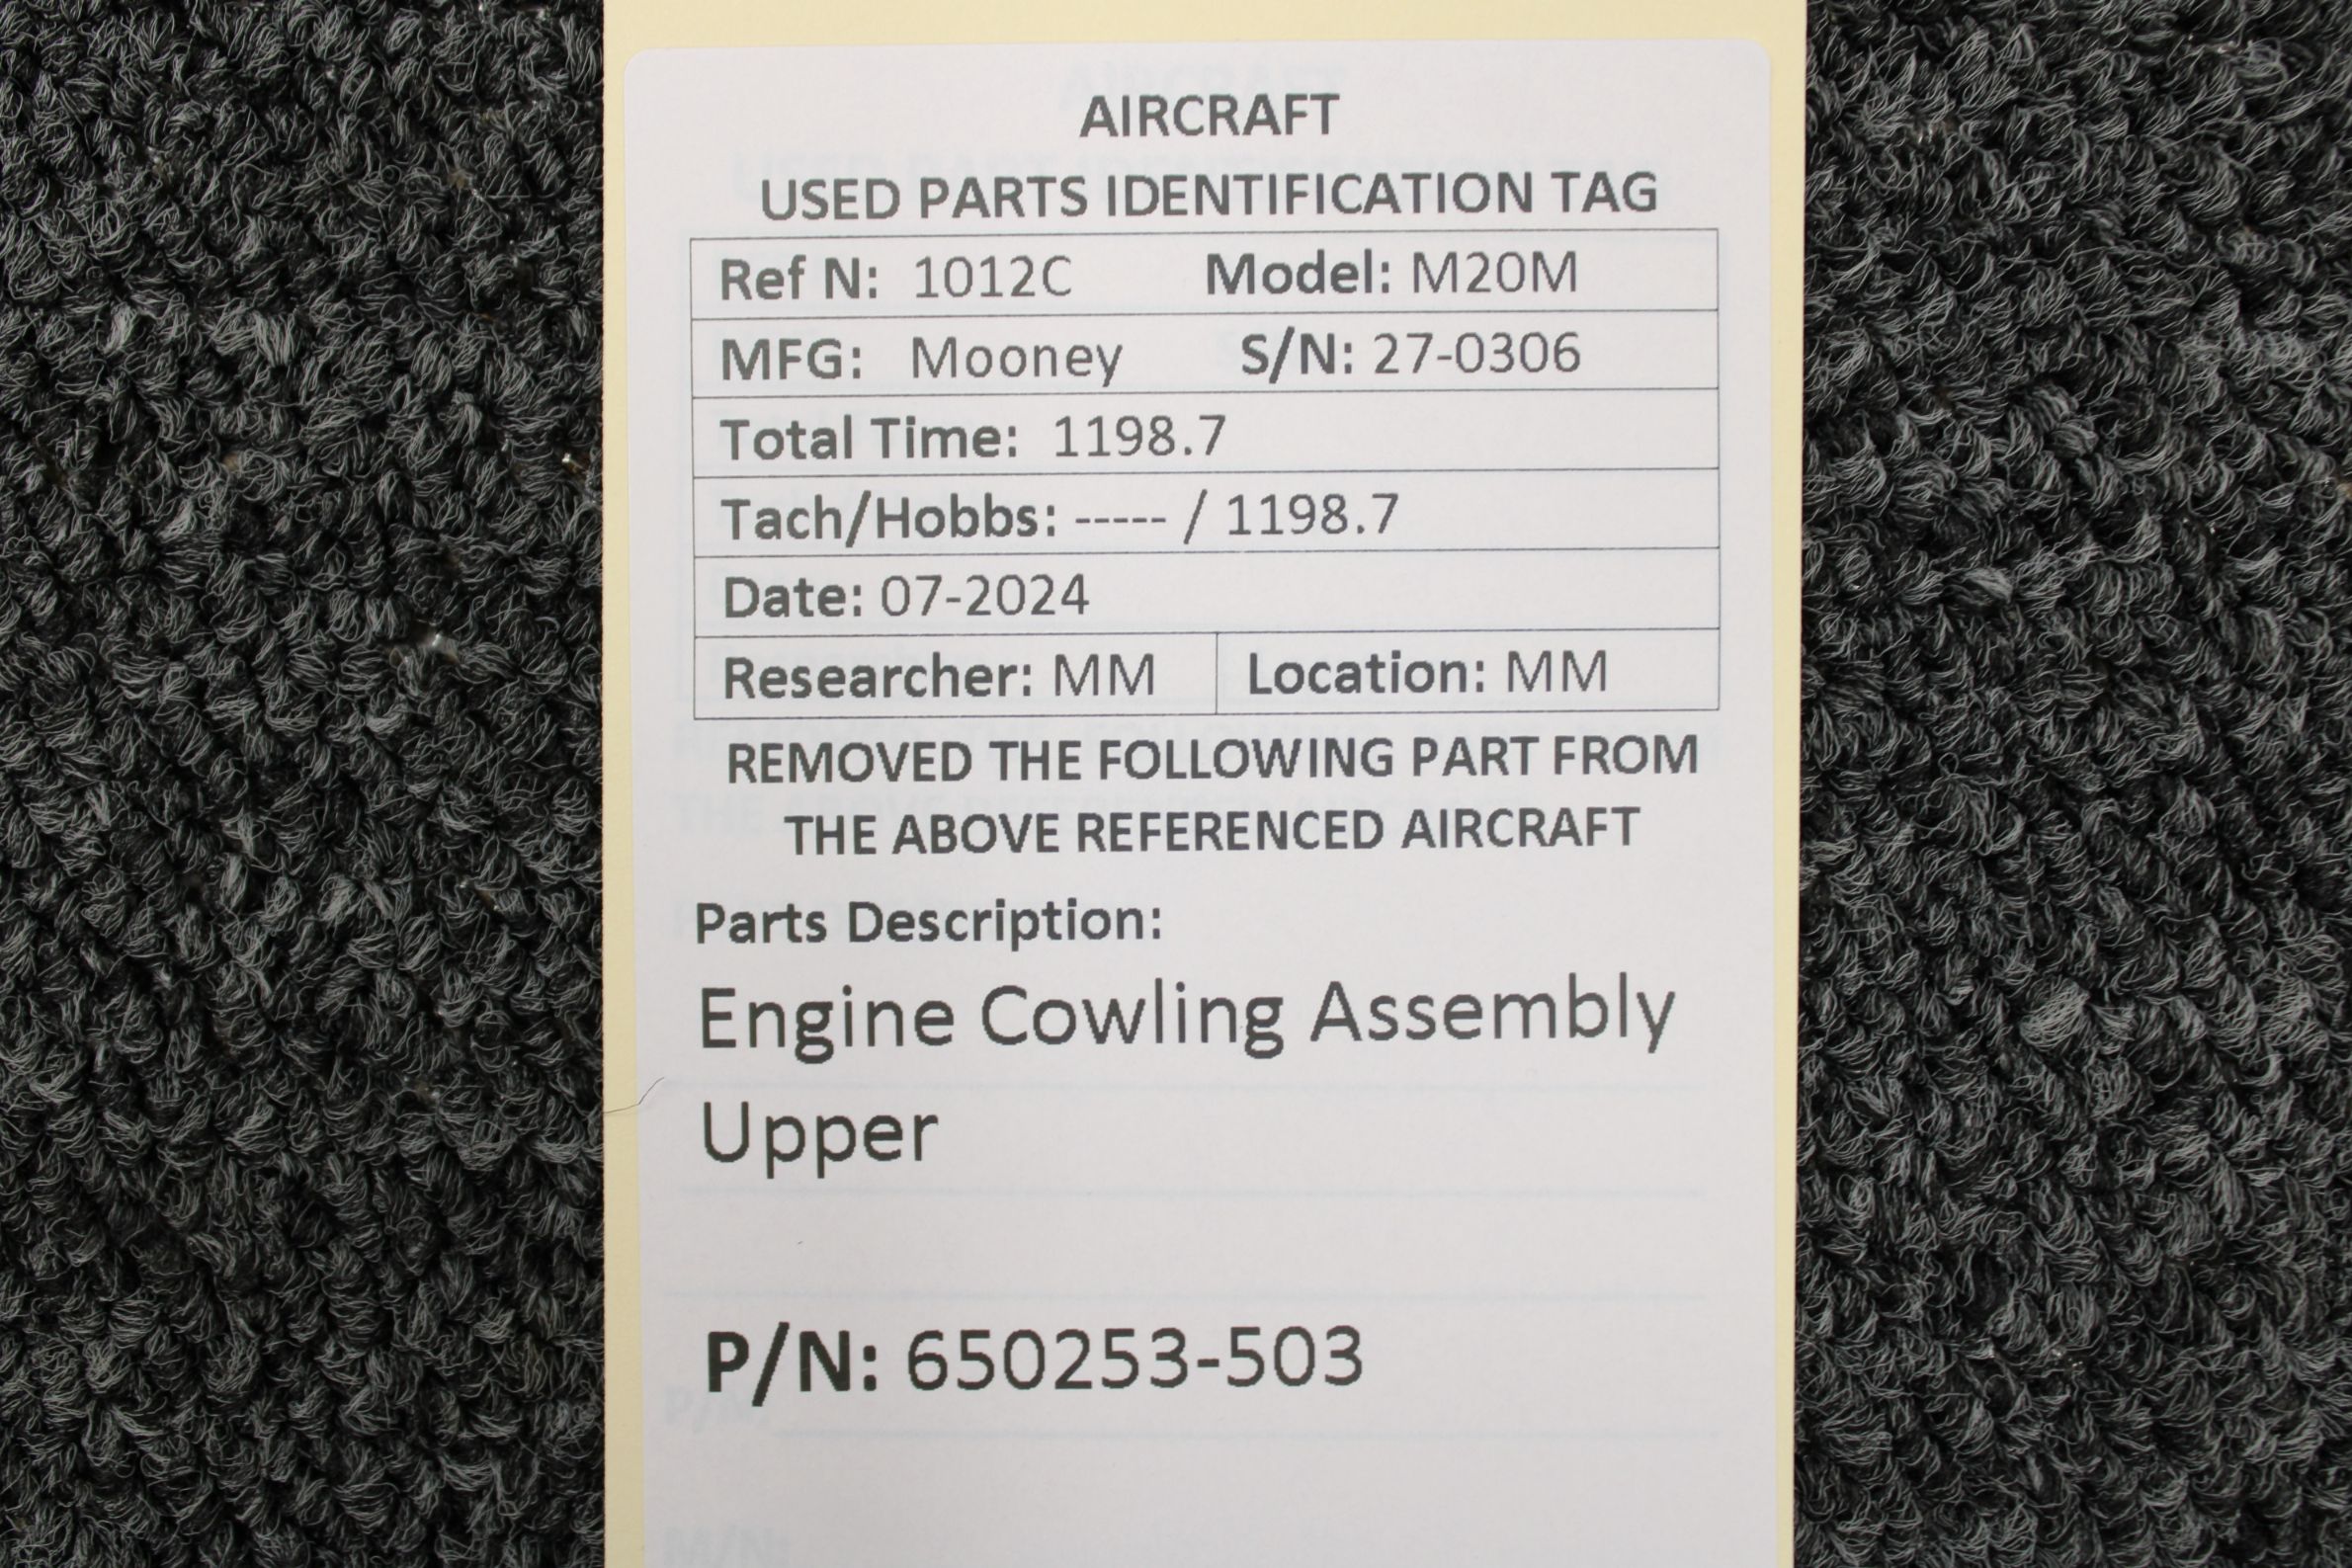 AIRCRAFT
USED PARTS IDENTIFICATION TAG
Ref N: 1012C Model: M20M
MFG: Mooney S/N: 27-0306
Total Time: 1198.7
Tach/Hobbs: ----- / 1198.7
Date: 07-2024
Researcher: MM Location: MM
REMOVED THE FOLLOWING PART FROM
THE ABOVE REFERENCED AIRCRAFT
Parts Description:
Engine Cowling Assembly
Upper
P/N: 650253-503